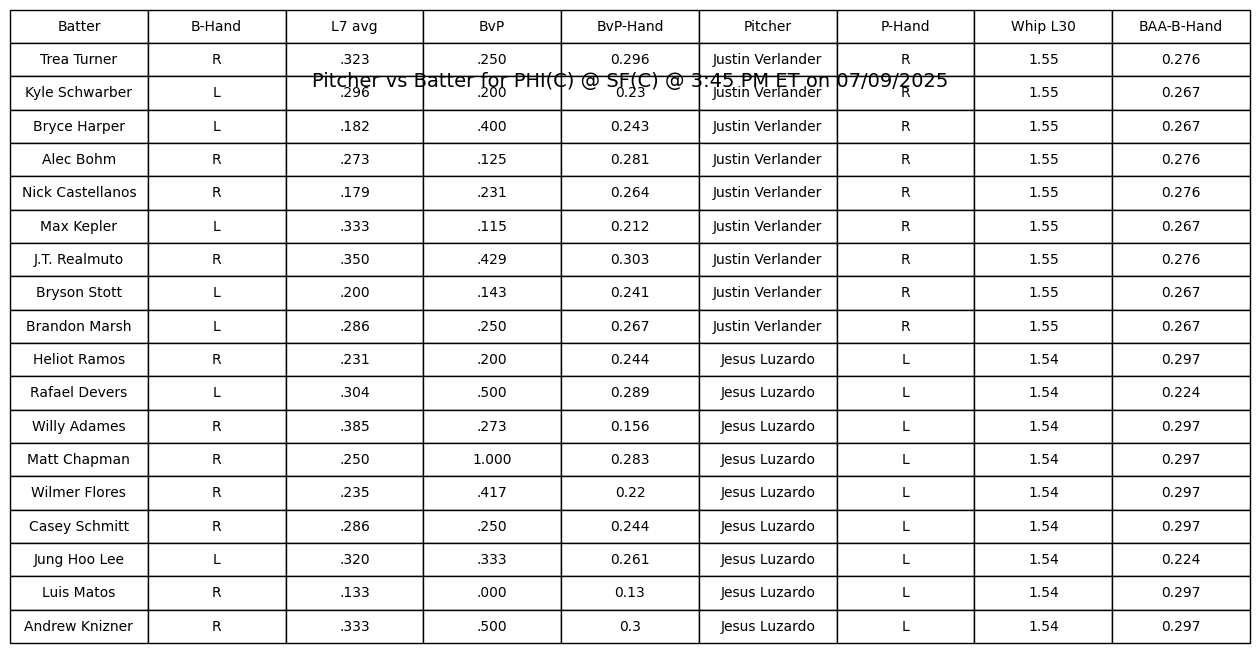 Batter B-Hand L7 avg BvP BvP-Hand Pitcher P-Hand Whip L30 BAA-B-Hand
Trea Turner R .323 .250 0.296 Justin Verlander R 1.55 0.276
Pitcher vs Batter for PHI(C) @ SF(C) @ 3:45 PM ET on 07/09/2025
Kyle Schwarber L .296 .200 0.23 Justin Verlander R 1.55 0.267
Bryce Harper L .182 .400 0.243 Justin Verlander R 1.55 0.267
Alec Bohm R .273 .125 0.281 Justin Verlander R 1.55 0.276
Nick Castellanos R .179 .231 0.264 Justin Verlander R 1.55 0.276
Max Kepler L .333 .115 0.212 Justin Verlander R 1.55 0.267
J.T. Realmuto R .350 .429 0.303 Justin Verlander R 1.55 0.276
Bryson Stott L .200 .143 0.241 Justin Verlander R 1.55 0.267
Brandon Marsh L .286 .250 0.267 Justin Verlander R 1.55 0.267
Heliot Ramos R .231 .200 0.244 Jesus Luzardo L 1.54 0.297
Rafael Devers L .304 .500 0.289 Jesus Luzardo L 1.54 0.224
Willy Adames R .385 .273 0.156 Jesus Luzardo L 1.54 0.297
Matt Chapman R .250 1.000 0.283 Jesus Luzardo L 1.54 0.297
Wilmer Flores R .235 .417 0.22 Jesus Luzardo L 1.54 0.297
Casey Schmitt R .286 .250 0.244 Jesus Luzardo L 1.54 0.297
Jung Hoo Lee L .320 .333 0.261 Jesus Luzardo L 1.54 0.224
Luis Matos R .133 .000 0.13 Jesus Luzardo L 1.54 0.297
Andrew Knizner R .333 .500 0.3 Jesus Luzardo L 1.54 0.297